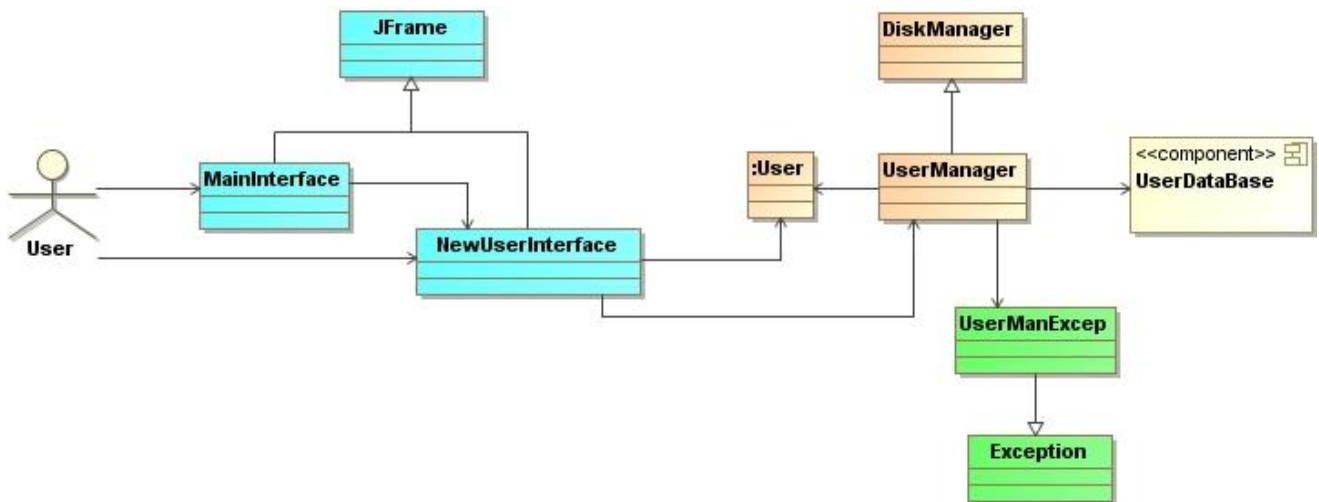 JFrame
DiskManager
MainInterface
:User
UserManager
<<component>>
UserDataBase
User
NewUserInterface
UserManExcep
Exception